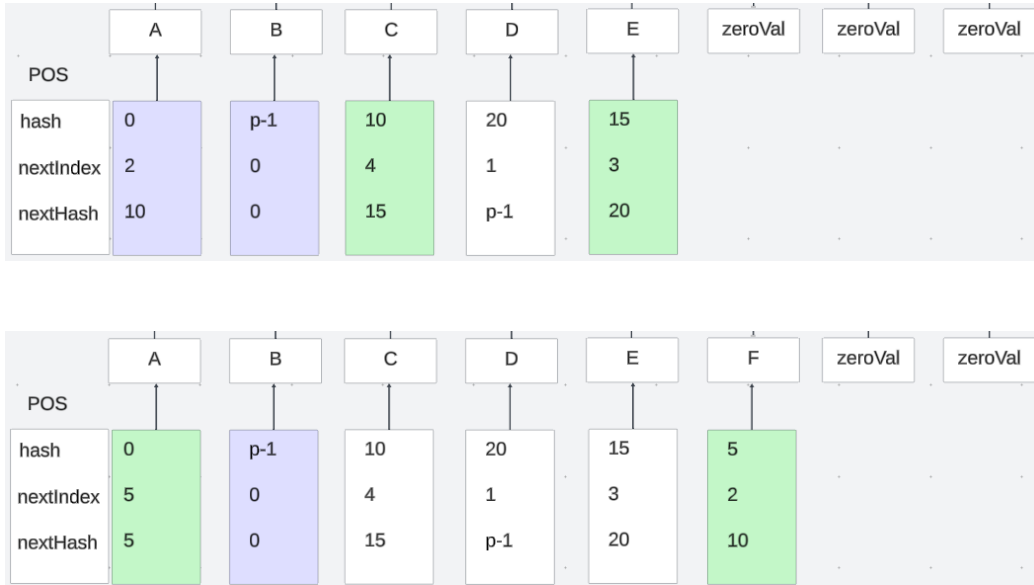 A B C D E zeroVal zeroVal zeroVal
POS
hash 0 p-1 10 20 15
nextIndex 2 0 4 1 3
nextHash 10 0 15 p-1 20
A B C D E F zeroVal zeroVal
POS
hash 0 p-1 10 20 15 5
nextIndex 5 0 4 1 3 2
nextHash 5 0 15 p-1 20 10